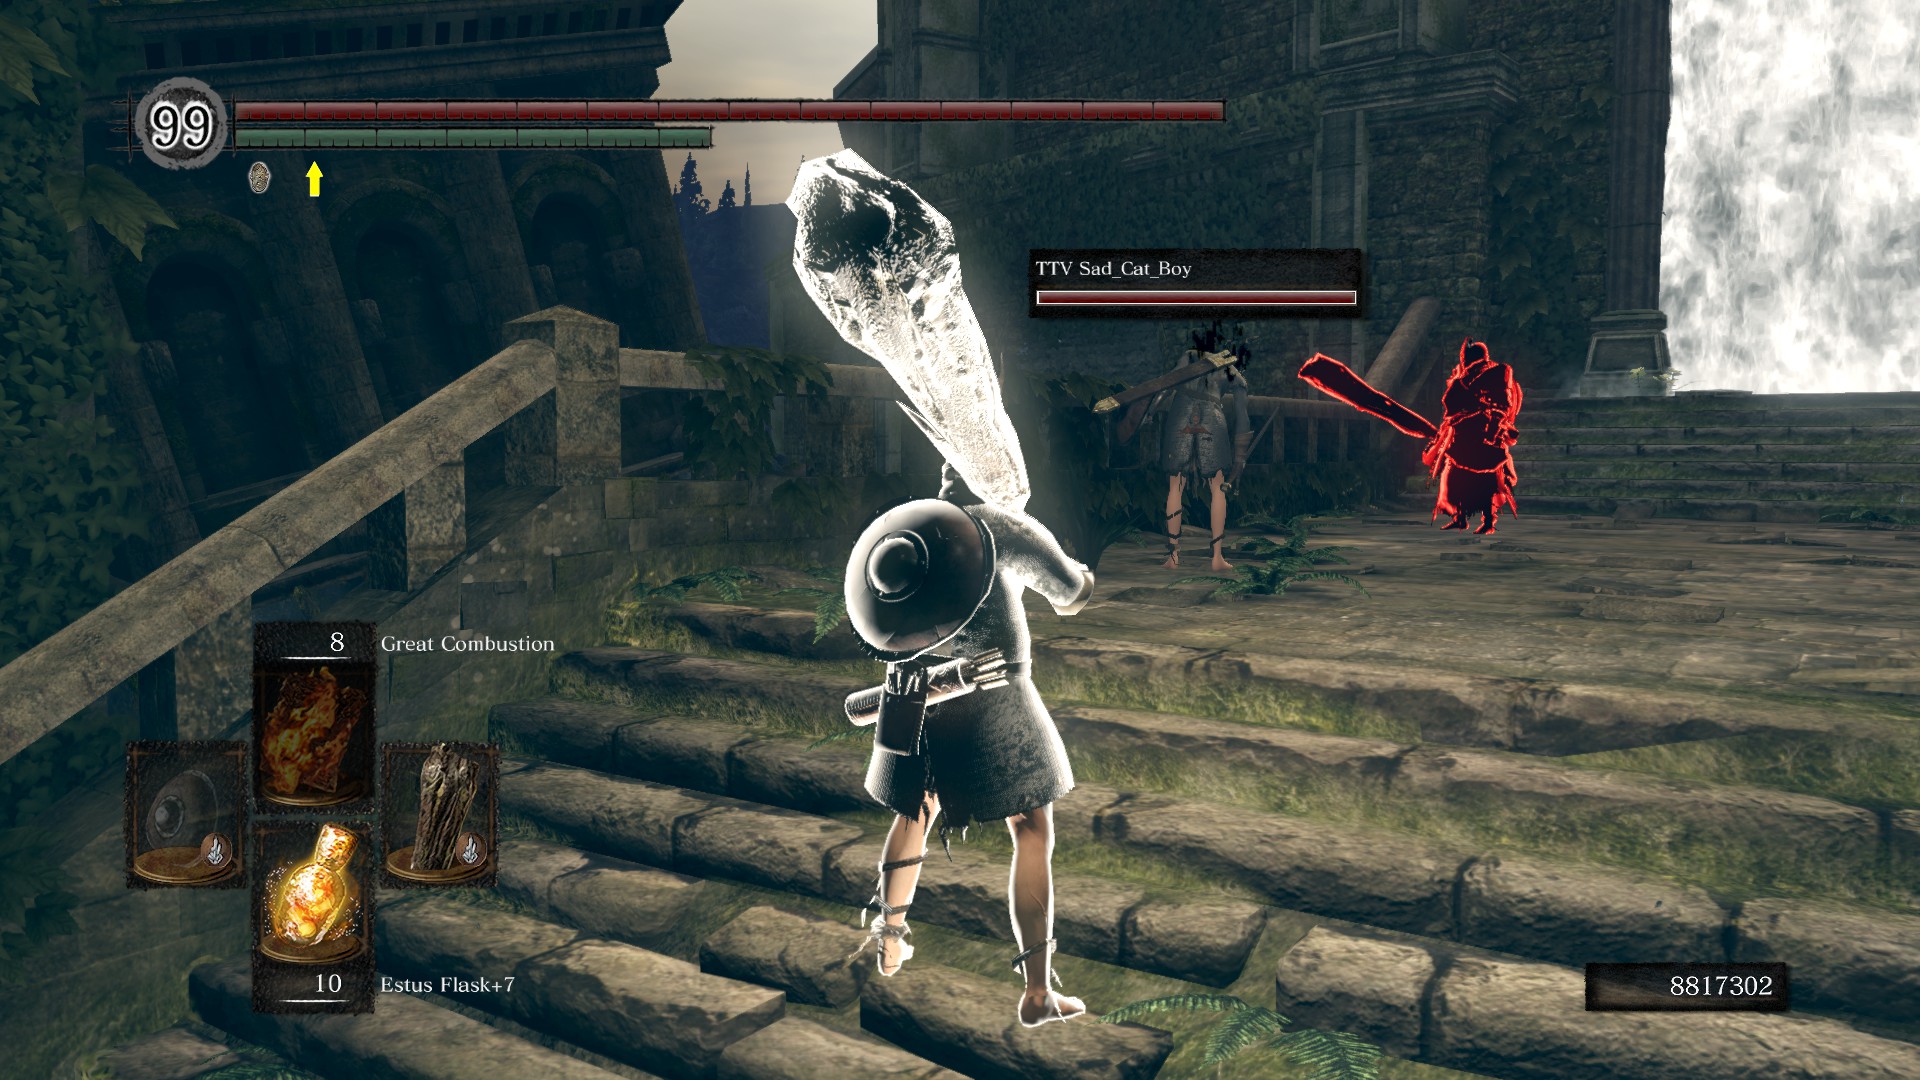 99
TTV Sad_Cat_Boy
8 Great Combustion
10 Estus Flask+7
8817302